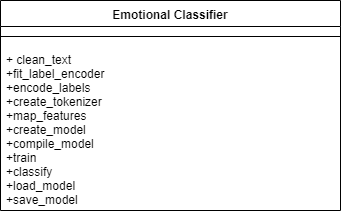 Emotional Classifier
+ clean_text
+fit_label_encoder
+encode_labels
+create_tokenizer
+map_features
+create_model
+compile_model
+train
+classify
+load_model
+save_model